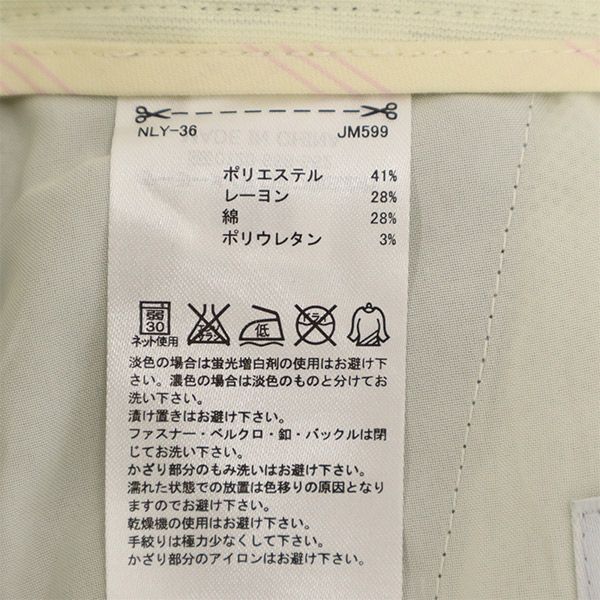 NLY-36 JM599
ポリエステル 41%
レーヨン 28%
綿 28%
ポリウレタン 3%
弱
30
エンソ
サラシ
低
ドライ
ネット使用
淡色の場合は蛍光増白剤の使用はお避け下
さい。濃色の場合は淡色のものと分けてお
洗い下さい。
漬け置きはお避け下さい。
ファスナー・ベルクロ・釦・バックルは閉
じてお洗い下さい。
かざり部分のもみ洗いはお避け下さい。
濡れた状態での放置は色移りの原因となり
ますのでお避け下さい。
乾燥機の使用はお避け下さい。
手絞りは極力少なくして下さい。
かざり部分のアイロンはお避け下さい。